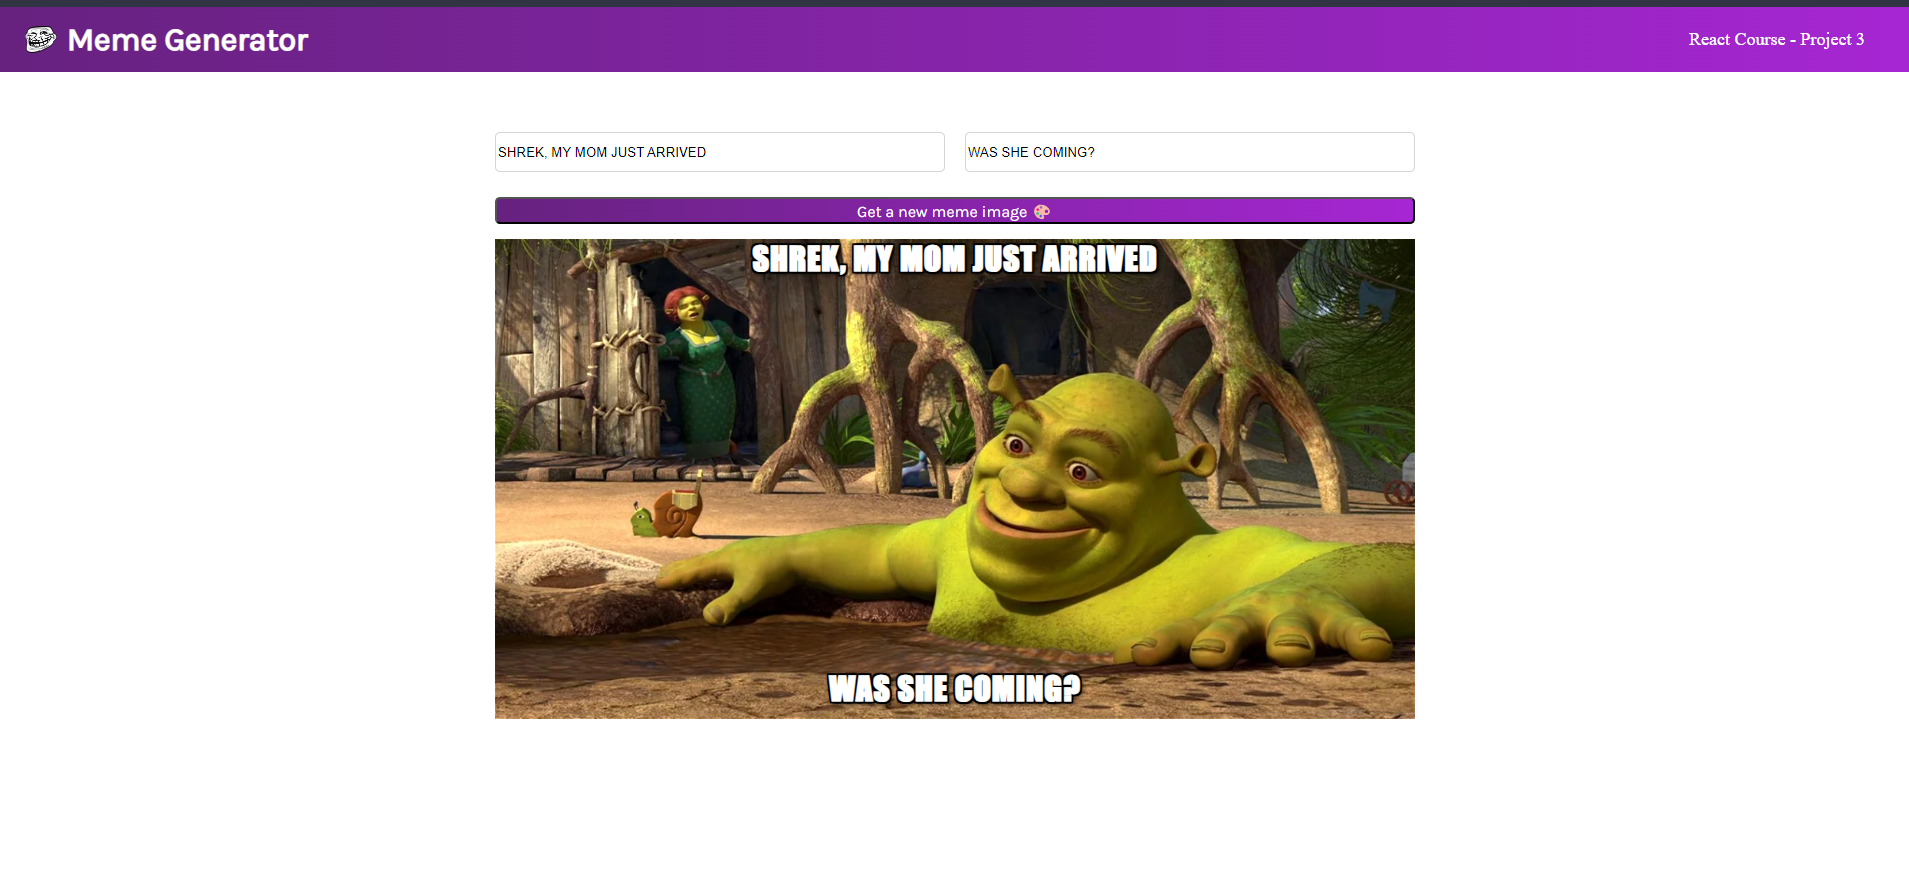 Meme Generator
React Course - Project 3
SHREK, MY MOM JUST ARRIVED
WAS SHE COMING?
Get a new meme image 🎨
SHREK, MY MOM JUST ARRIVED
WAS SHE COMING?